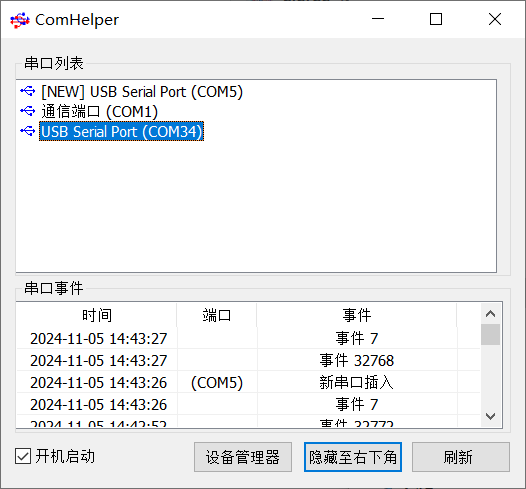 ComHelper
串口列表
[NEW] USB Serial Port (COM5)
通信端口 (COM1)
USB Serial Port (COM34)
串口事件
时间 端口 事件
2024-11-05 14:43:27 事件 7
2024-11-05 14:43:27 事件 32768
2024-11-05 14:43:26 (COM5) 新串口插入
2024-11-05 14:43:26 事件 7
2024-11-05 14:42:52 事件 32772
开机启动 设备管理器 隐藏至右下角 刷新